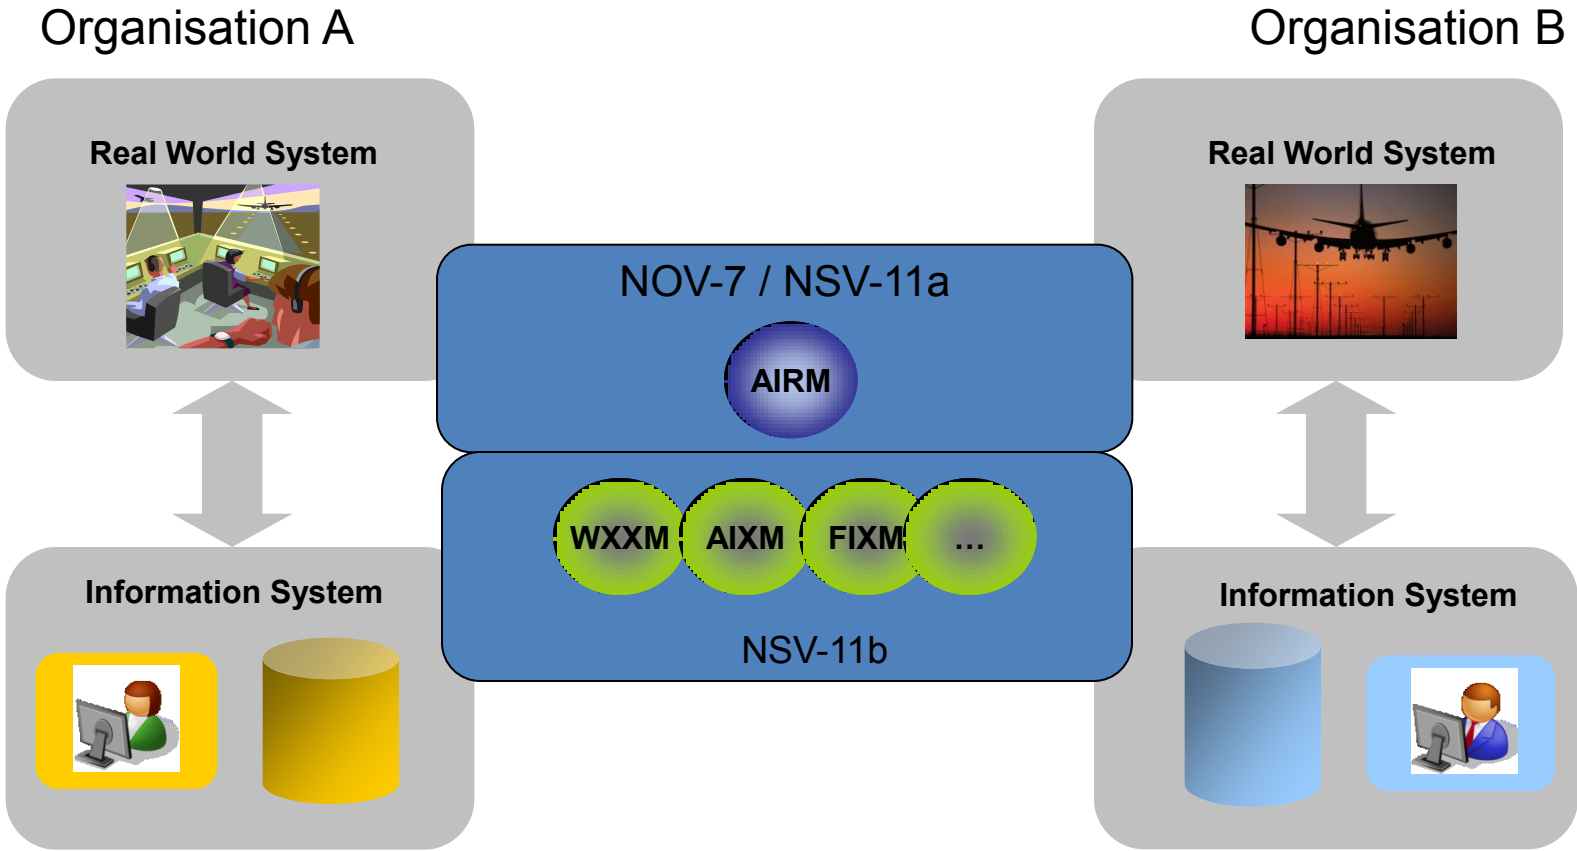 Organisation A
Organisation B
Real World System
Real World System
NOV-7 / NSV-11a
AIRM
WXXM
AIXM
FIXM
...
Information System
Information System
NSV-11b